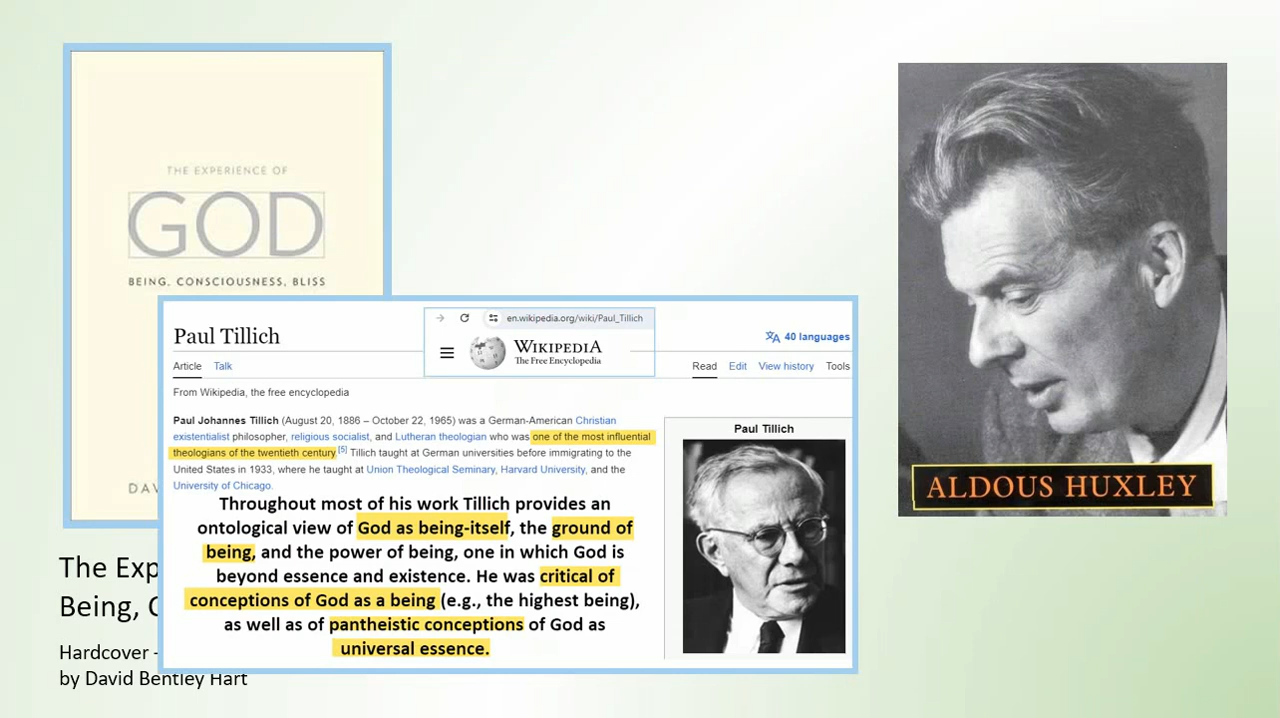 THE EXPERIENCE OF
GOD
BEING, CONSCIOUSNESS, BLISS
Paul Tillich
en.wikipedia.org/wiki/Paul_Tillich
WIKIPEDIA
The Free Encyclopedia
40 languages
Article Talk
Read Edit View history Tools
From Wikipedia, the free encyclopedia
Paul Johannes Tillich (August 20, 1886 – October 22, 1965) was a German-American Christian
existentialist philosopher, religious socialist, and Lutheran theologian who was one of the most influential
theologians of the twentieth century.[5] Tillich taught at German universities before immigrating to the
United States in 1933, where he taught at Union Theological Seminary, Harvard University, and the
University of Chicago.
Throughout most of his work Tillich provides an
ontological view of God as being-itself, the ground of
being, and the power of being, one in which God is
beyond essence and existence. He was critical of
conceptions of God as a being (e.g., the highest being),
as well as of pantheistic conceptions of God as
universal essence.
Paul Tillich
DAV
The Exp
Being, C
Hardcover -
by David Bentley Hart
ALDOUS HUXLEY